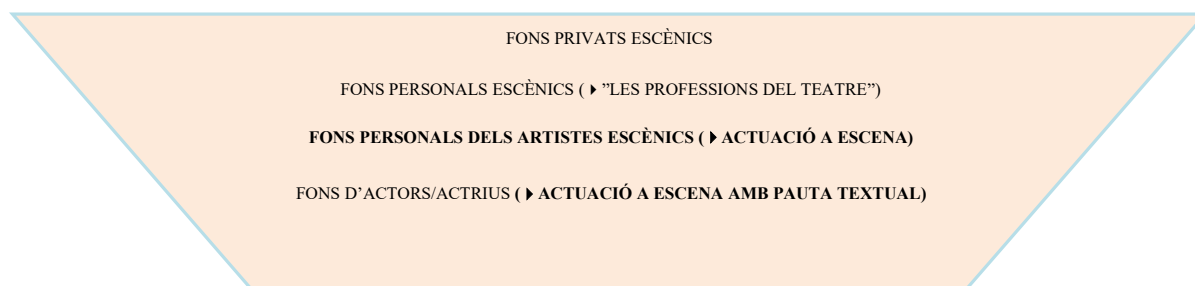 FONS PRIVATS ESCÈNICS
FONS PERSONALS ESCÈNICS ( ▸ ”LES PROFESSIONS DEL TEATRE”)
FONS PERSONALS DELS ARTISTES ESCÈNICS ( ▸ ACTUACIÓ A ESCENA)
FONS D’ACTORS/ACTRIUS ( ▸ ACTUACIÓ A ESCENA AMB PAUTA TEXTUAL)